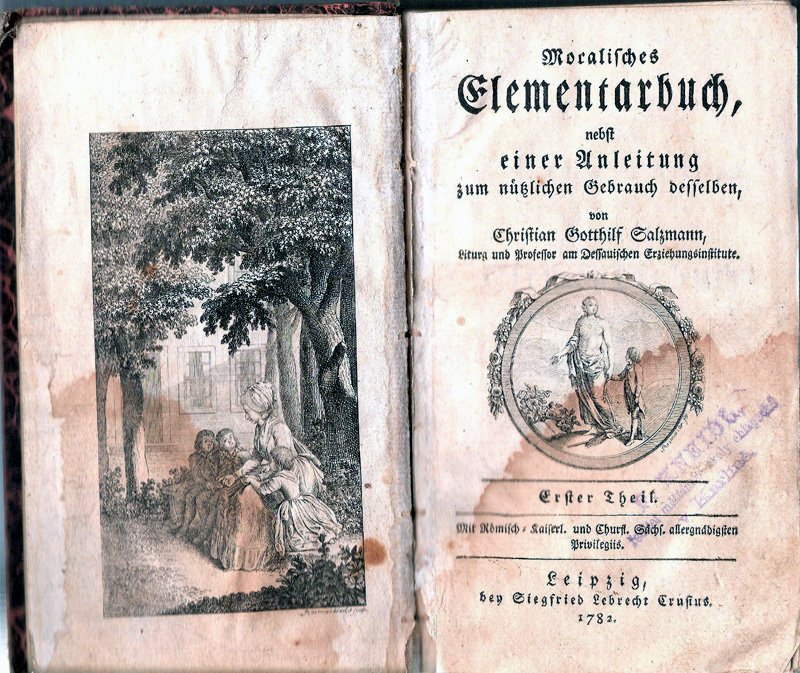 Moralisches
Elementarbuch,
nebst
einer Anleitung
zum nützlichen Gebrauch desselben,
von
Christian Gotthilf Salzmann,
Liturg und Professor am Dessauischen Erziehungsinstitute.
Erster Theil.
Mit Römisch-Kaiserl. und Churfl. Sächs. allergnädigsten
Privilegiis.
Leipzig,
bey Siegfried Lebrecht Crusius.
1782.